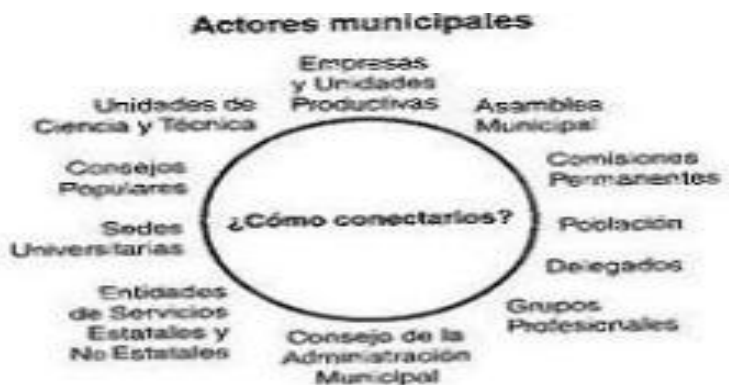 Actores municipales
Empresas
y Unidades
Productivas
Asamblea
Municipal
Comisiones
Permanentes
Población
Delegados
Grupos
Profesionales
Consejo de la
Administración
Municipal
Entidades
de Servicios
Estatales y
No Estatales
Sedes
Universitarias
Consejos
Populares
Unidades de
Ciencia y Técnica
¿Cómo conectarlos?